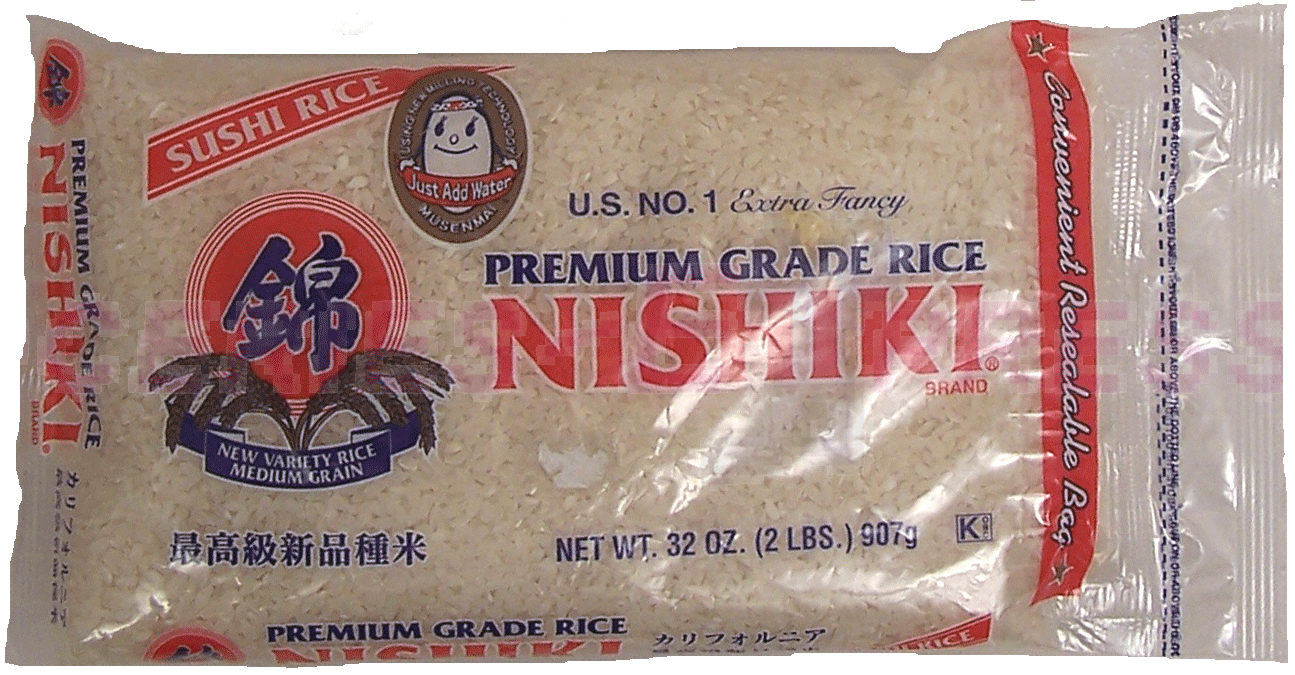 錦
PREMIUM GRADE RICE
NISHIKI
BRAND
カリフォルニア
SUSHI RICE
USING NEW MILLING TECHNOLOGY
Just Add Water
MUSENMAI
U.S. NO. 1 Extra Fancy
PREMIUM GRADE RICE
NISHIKI®
BRAND
錦
NEW VARIETY RICE
MEDIUM GRAIN
最高級新品種米
NET WT. 32 OZ. (2 LBS.) 907g
K
PREMIUM GRADE RICE
NISHIKI
カリフォルニア
RICE
★ Convenient Resealable Bag ★